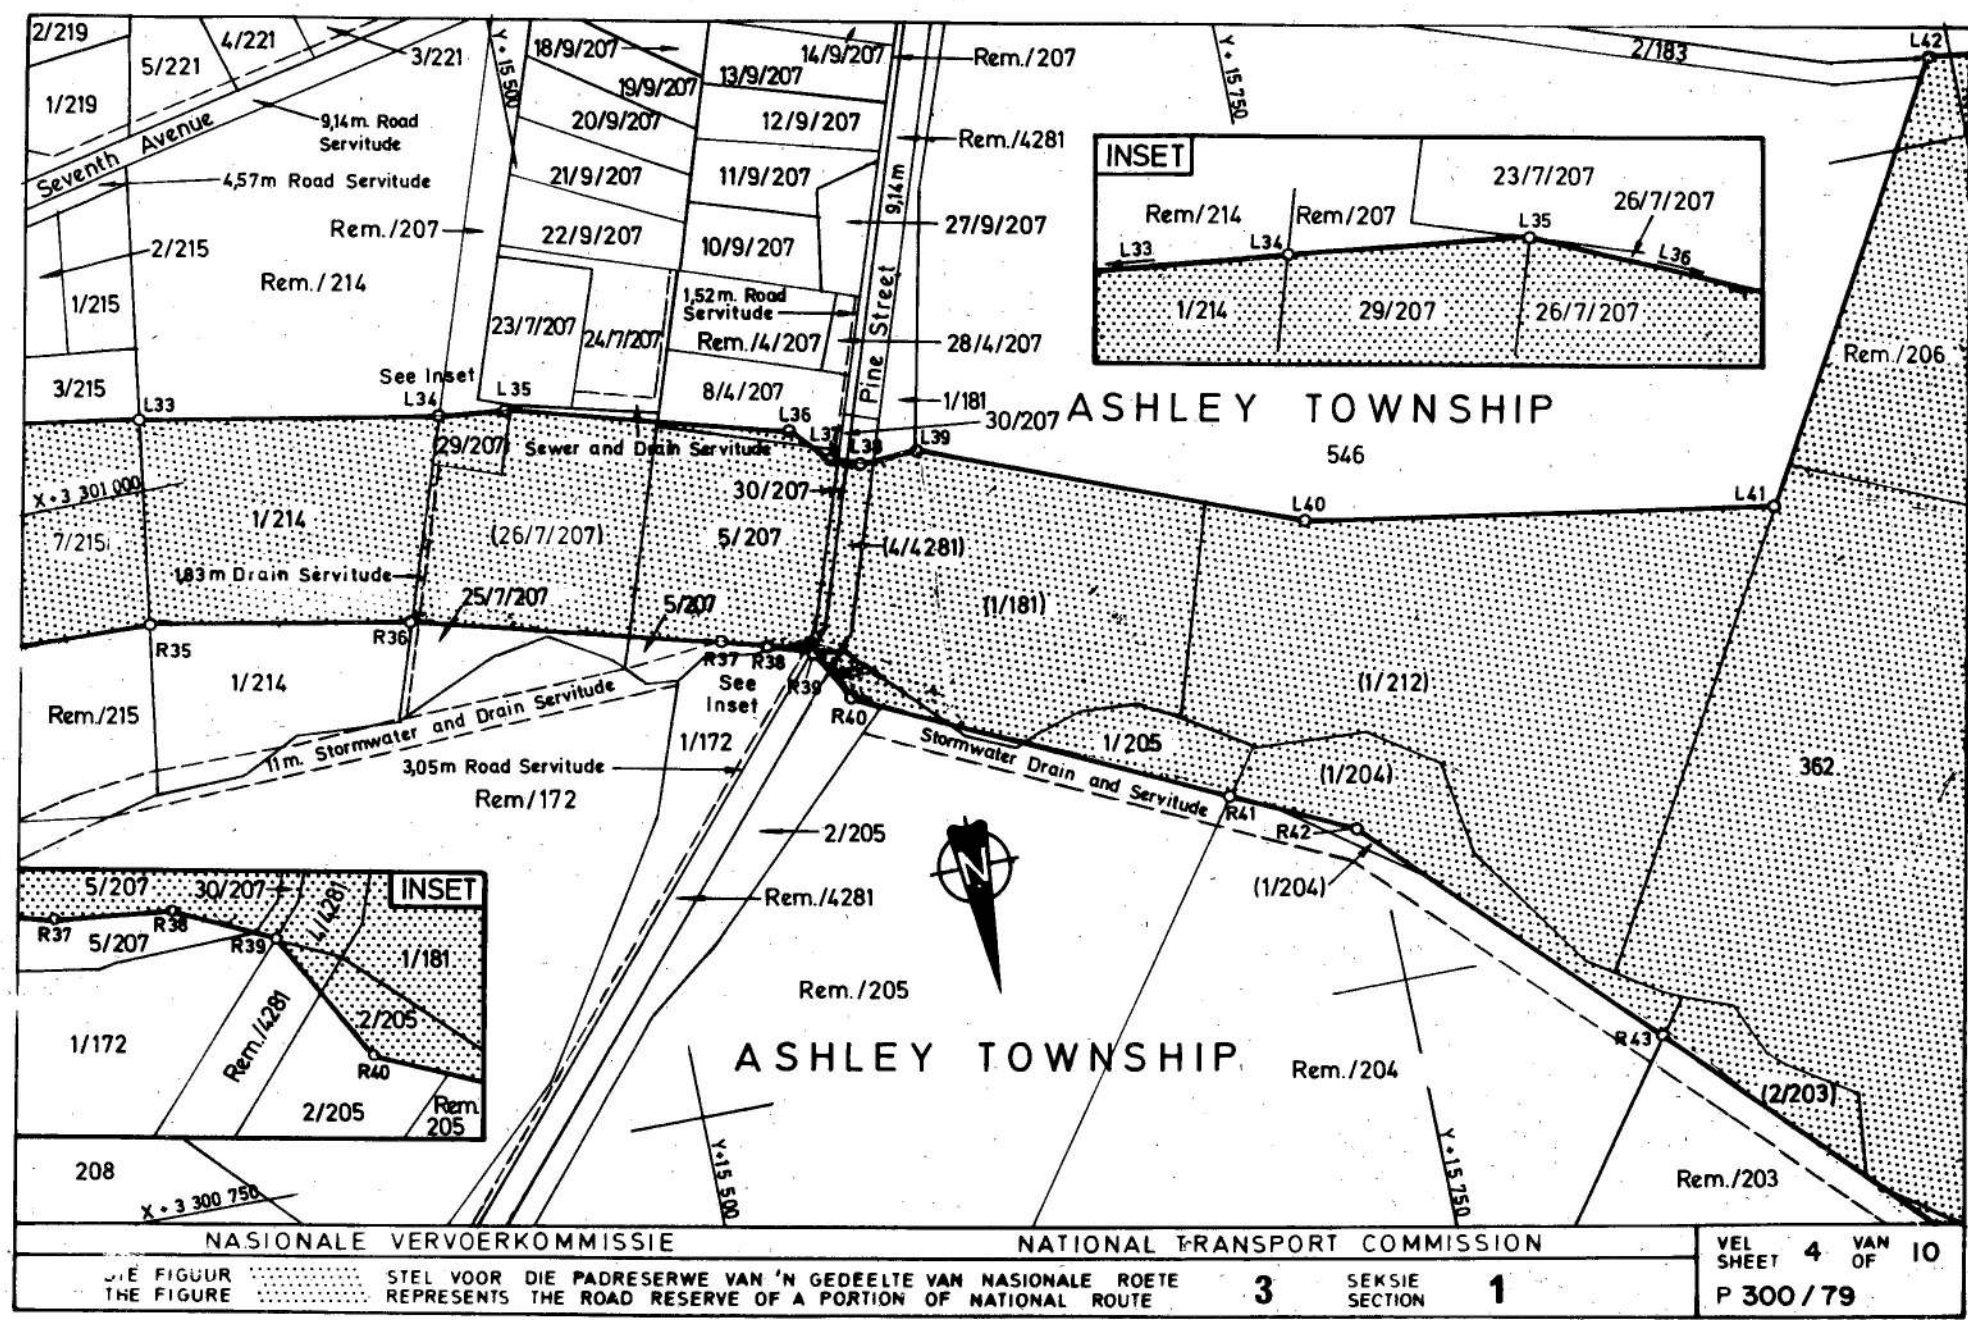 2/219
4/221
3/221
5/221
1/219
9,14m. Road
Servitude
Seventh Avenue
4,57m Road Servitude
2/215
1/215
Rem./214
3/215
Rem./207
Y + 15 500
18/9/207
19/9/207
20/9/207
21/9/207
22/9/207
14/9/207
13/9/207
12/9/207
11/9/207
10/9/207
23/7/207
24/7/207
1,52m. Road
Servitude
Rem./4/207
8/4/207
9,14m
Pine Street
Rem./207
Rem./4281
27/9/207
28/4/207
1/181
30/207
Y + 15 750
2/183
L42
INSET
23/7/207
26/7/207
Rem/214
Rem/207
L35
L33
L34
L36
1/214
29/207
26/7/207
Rem./206
ASHLEY TOWNSHIP
546
See Inset
L33
L34
L35
L36
L37
L38
L39
L40
L41
29/207
Sewer and Drain Servitude
X + 3 301 000
7/215
1/214
(26/7/207)
5/207
30/207
(4/4281)
(1/181)
1,83m Drain Servitude
25/7/207
5/207
R35
R36
R37
R38
R39
R40
See
Inset
(1/212)
362
1/214
Rem./215
11m. Stormwater and Drain Servitude
1/172
3,05m Road Servitude
Rem/172
Stormwater Drain and Servitude
1/205
(1/204)
R41
R42
(1/204)
2/205
Rem./4281
N
Rem./205
ASHLEY TOWNSHIP
Rem./204
R43
(2/203)
Rem./203
Y+15 500
Y+15 750
INSET
5/207
30/207
4/4281
R37
R38
5/207
R39
1/181
Rem./4281
2/205
1/172
R40
2/205
Rem.
205
208
X + 3 300 750
NASIONALE VERVOERKOMMISSIE
NATIONAL TRANSPORT COMMISSION
DIE FIGUUR
THE FIGURE
STEL VOOR DIE PADRESERWE VAN 'N GEDEELTE VAN NASIONALE ROETE
REPRESENTS THE ROAD RESERVE OF A PORTION OF NATIONAL ROUTE
3
SEKSIE
SECTION
1
VEL
SHEET
4
VAN
OF
10
P 300 / 79